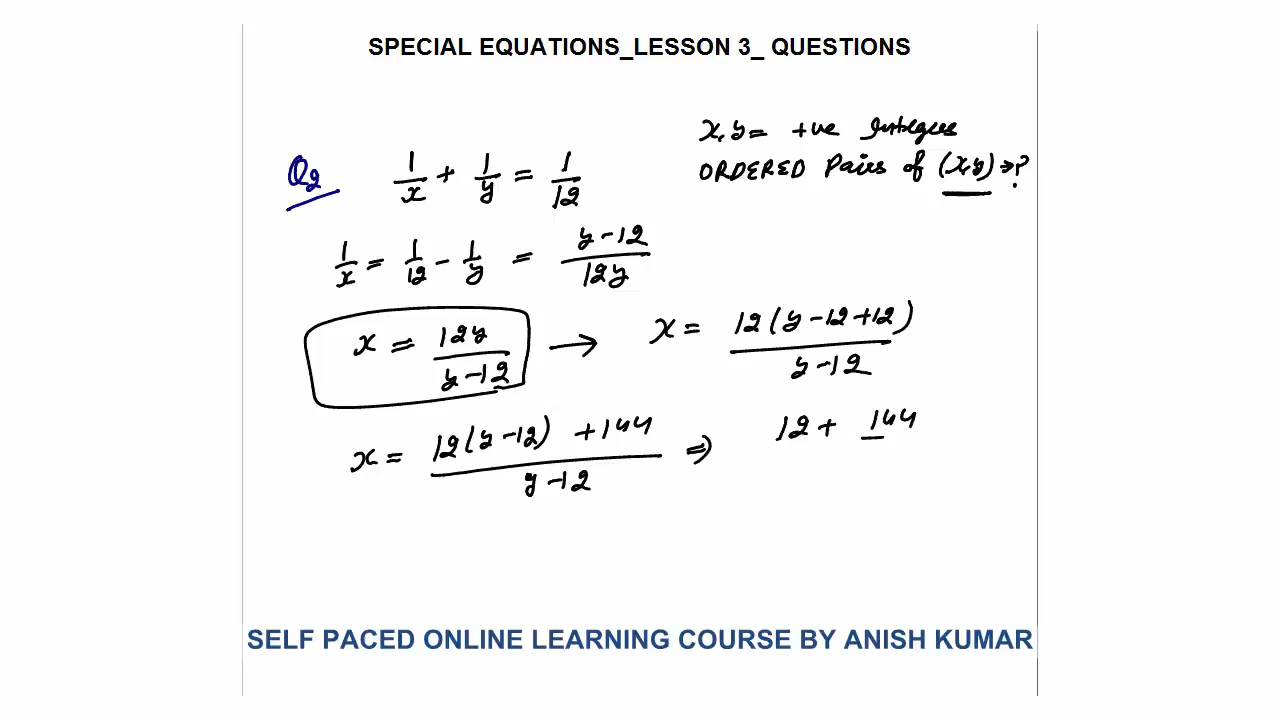 SPECIAL EQUATIONS_LESSON 3_ QUESTIONS
x, y = +ve Integers
ORDERED Pairs of (x,y) ⇒ ?
Q2 1/x + 1/y = 1/12
1/x = 1/12 - 1/y = (y-12)/12y
x = 12y/(y-12) → x = 12(y-12+12)/(y-12)
x = (12(y-12) +144)/(y-12) ⇒ 12 + 144
SELF PACED ONLINE LEARNING COURSE BY ANISH KUMAR